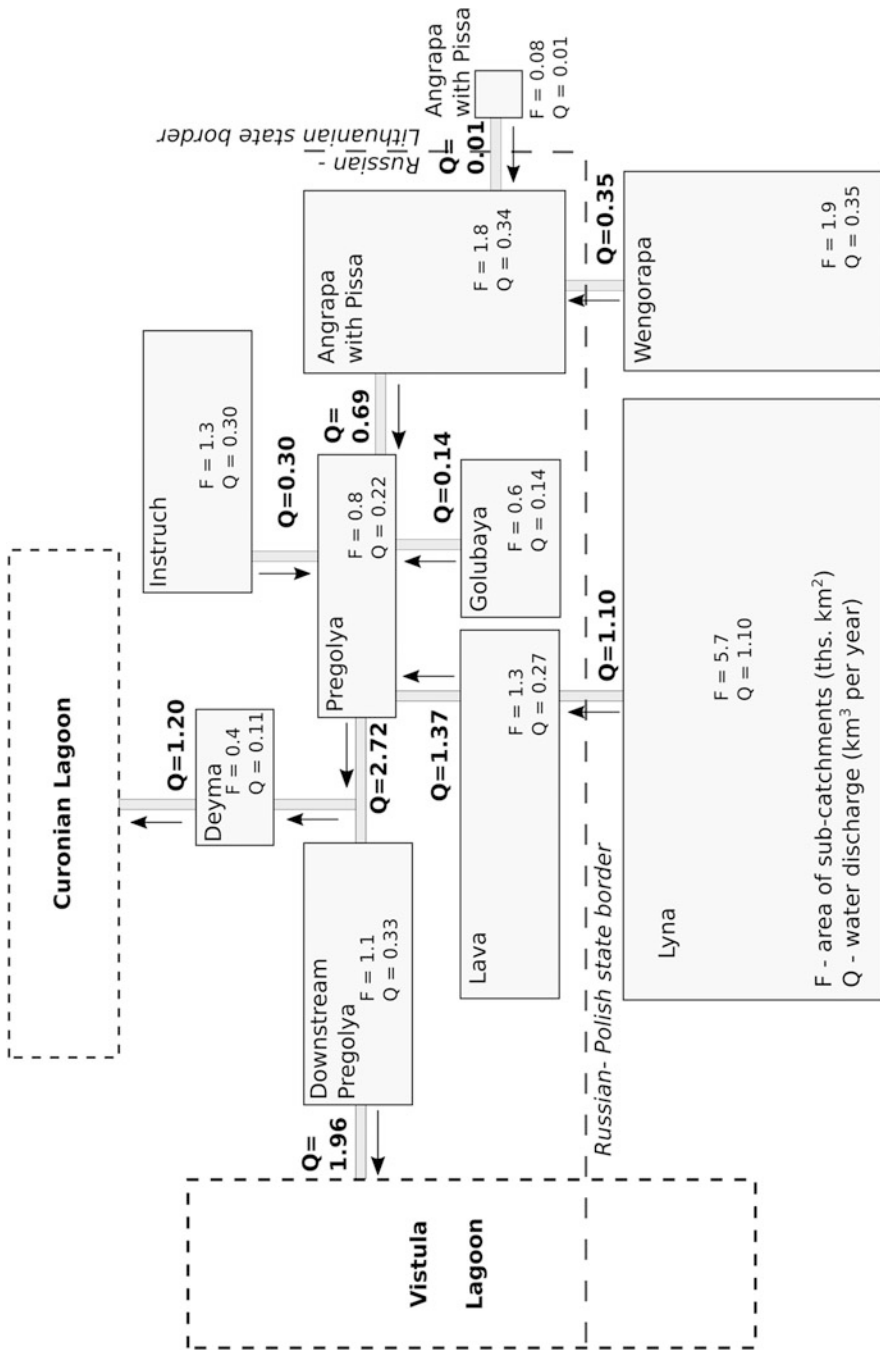 Curonian Lagoon
Instruch
F = 1.3
Q = 0.30
Q=1.20
Deyma
F = 0.4
Q = 0.11
Q=0.30
Russian -
Lithuanian state border
Angrapa
with Pissa
F = 0.08
Q = 0.01
Q=
0.01
Downstream
Pregolya
F = 1.1
Q = 0.33
Q=2.72
Pregolya
F = 0.8
Q = 0.22
Q=
0.69
Angrapa
with Pissa
F = 1.8
Q = 0.34
Q=
1.96
Vistula
Lagoon
Q=1.37
Q=0.14
Lava
F = 1.3
Q = 0.27
Golubaya
F = 0.6
Q = 0.14
Russian- Polish state border
Q=1.10
Q=0.35
Lyna
F = 5.7
Q = 1.10
Wengorapa
F = 1.9
Q = 0.35
F - area of sub-catchments (ths. km²)
Q - water discharge (km³ per year)